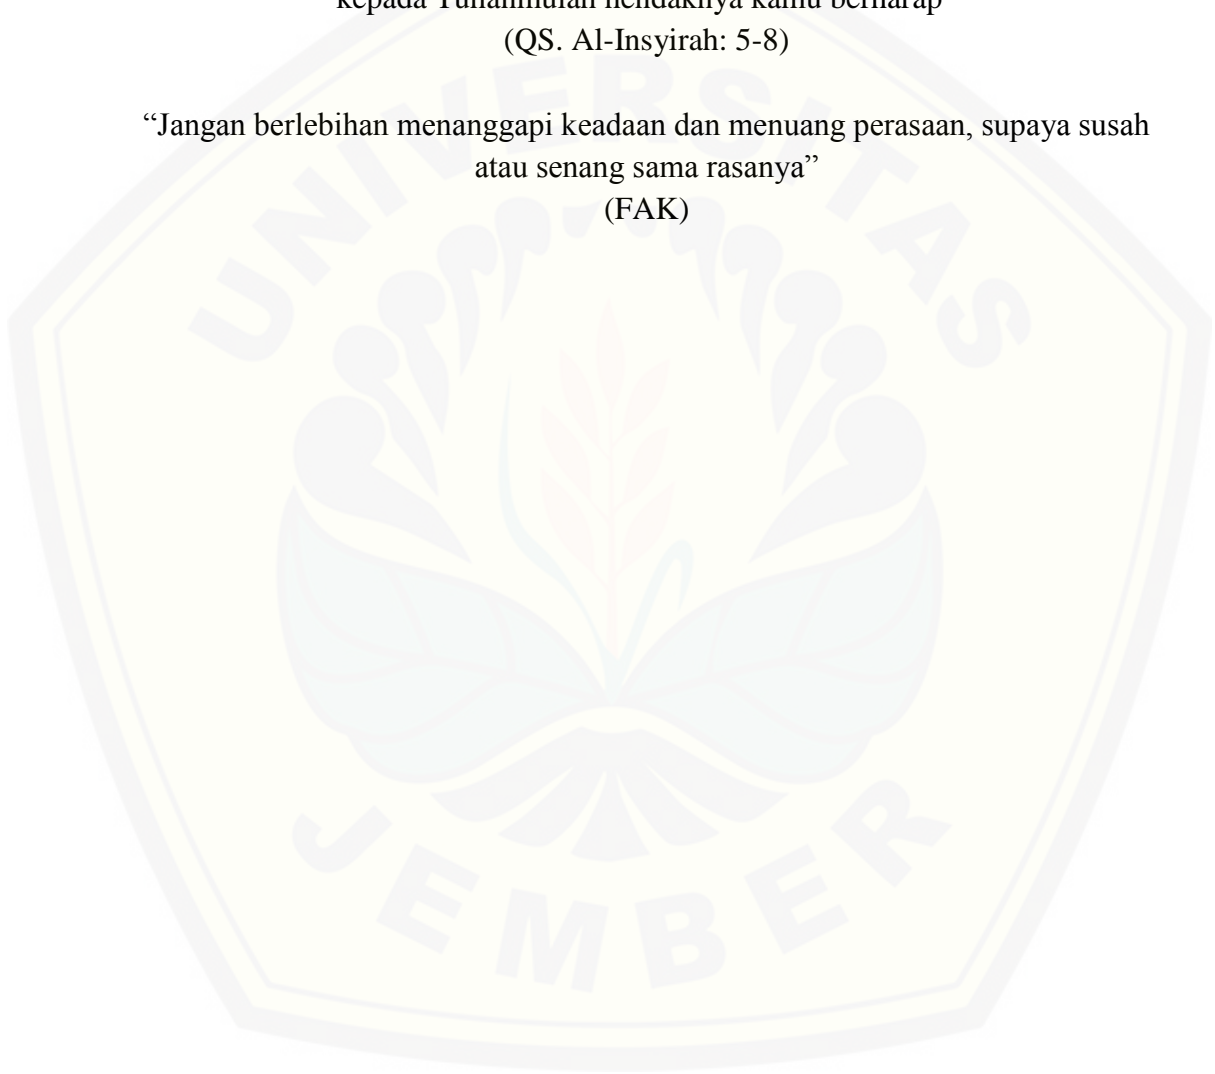 kepada Tuhanmulah hendaknya kamu berharap
(QS. Al-Insyirah: 5-8)
“Jangan berlebihan menanggapi keadaan dan menuang perasaan, supaya susah
atau senang sama rasanya”
(FAK)
UNIVERSITAS
JEMBER